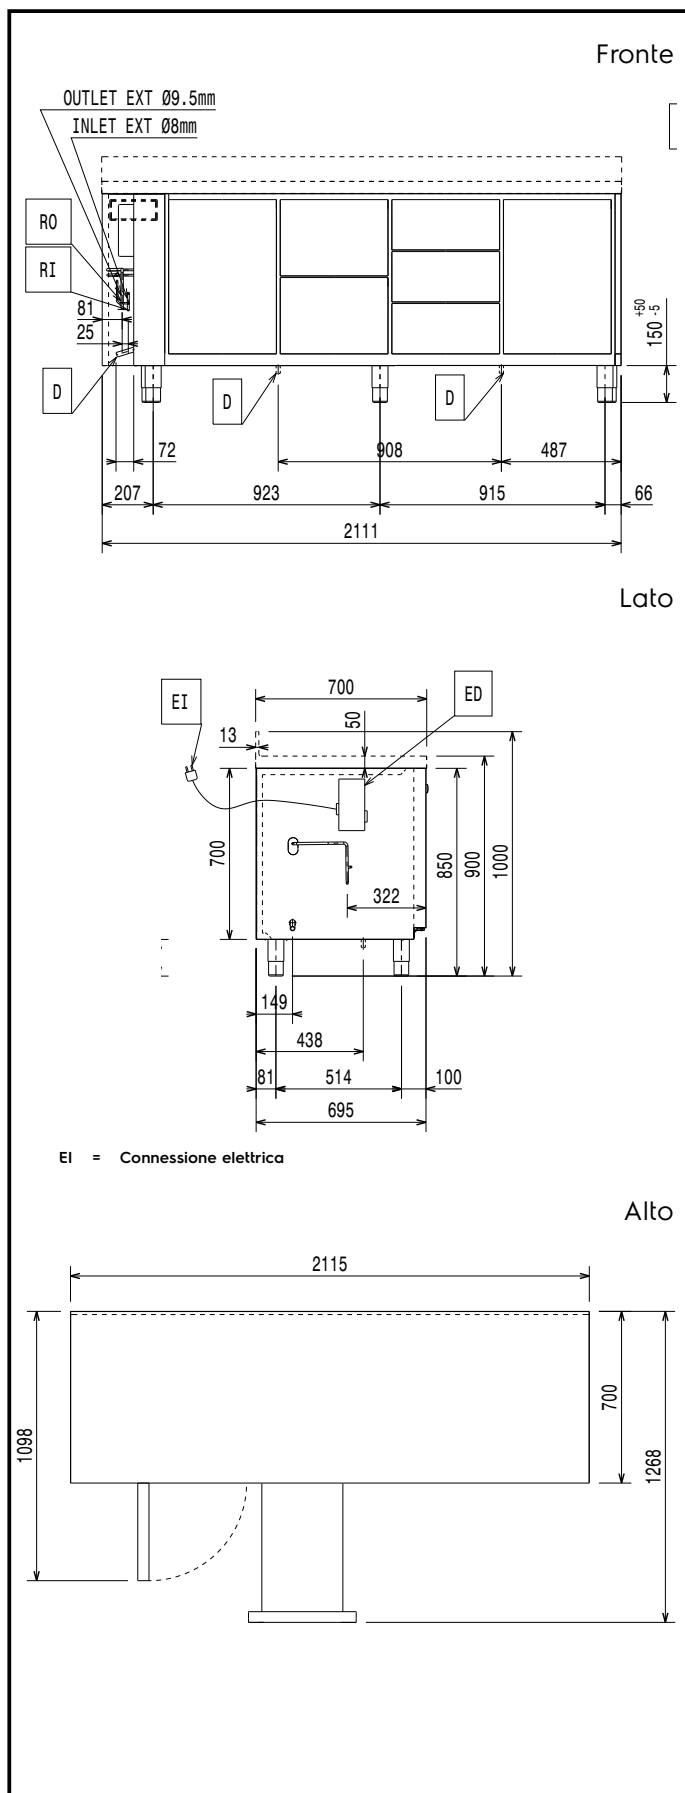 Fronte
OUTLET EXT Ø9.5mm
INLET EXT Ø8mm
RO
RI
81
25
D
D
D
+50
150 -5
72
908
487
207
923
915
66
2111
Lato
EI
700
ED
50
13
700
322
850
900
1000
149
438
81
514
100
695
EI = Connessione elettrica
Alto
2115
1098
700
1268